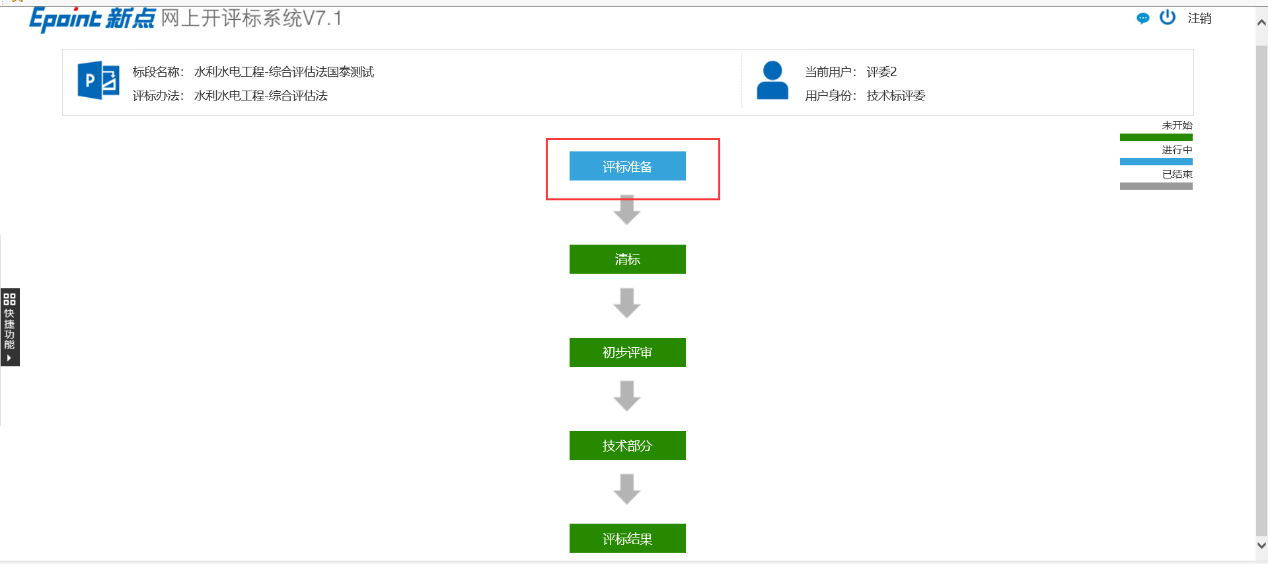 Epoint 新点 网上开评标系统V7.1
注销
标段名称： 水利水电工程-综合评估法国泰测试
评标办法： 水利水电工程-综合评估法
当前用户： 评委2
用户身份： 技术标评委
未开始
进行中
已结束
评标准备
清标
初步评审
技术部分
评标结果
快捷功能